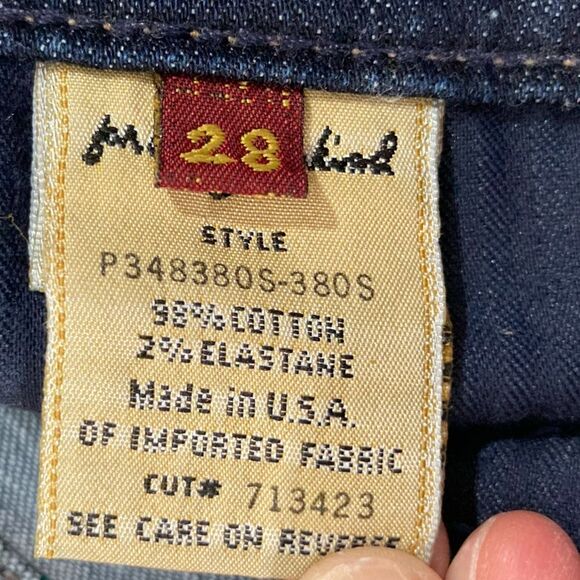 28
STYLE
P348380S-380S
98% COTTON
2% ELASTANE
Made in U.S.A.
OF IMPORTED FABRIC
CUT# 713423
SEE CARE ON REVERSE